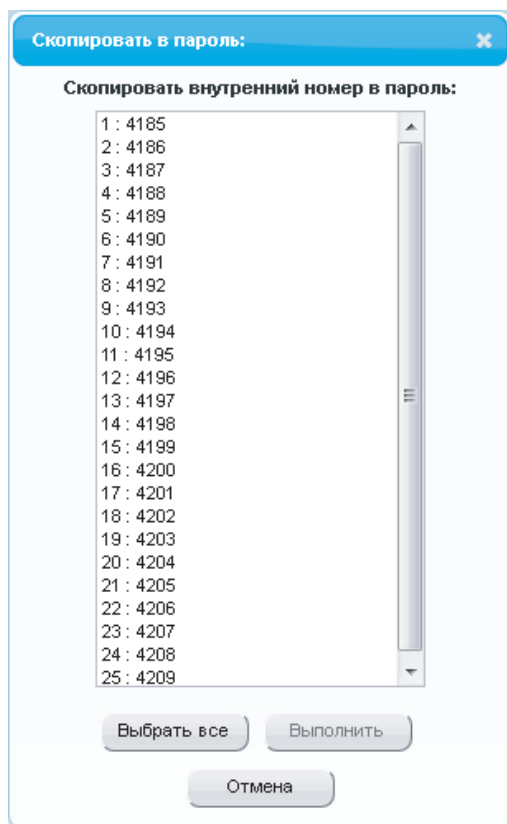 Скопировать в пароль:
Скопировать внутренний номер в пароль:
1 : 4185
2 : 4186
3 : 4187
4 : 4188
5 : 4189
6 : 4190
7 : 4191
8 : 4192
9 : 4193
10 : 4194
11 : 4195
12 : 4196
13 : 4197
14 : 4198
15 : 4199
16 : 4200
17 : 4201
18 : 4202
19 : 4203
20 : 4204
21 : 4205
22 : 4206
23 : 4207
24 : 4208
25 : 4209
Выбрать все Выполнить
Отмена